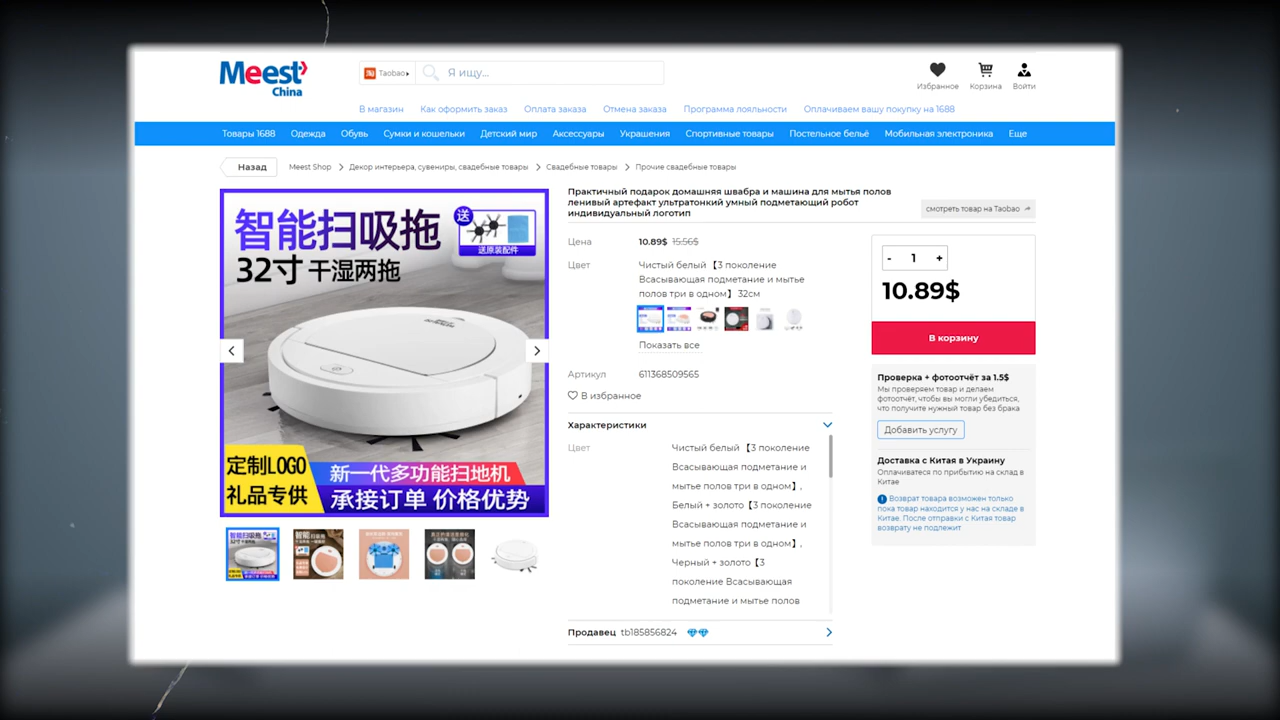 Meest
China
Taobao
Я ищу...
Избранное
Корзина
Войти
В магазин
Как оформить заказ
Оплата заказа
Отмена заказа
Программа лояльности
Оплачиваем вашу покупку на 1688
Товары 1688
Одежда
Обувь
Сумки и кошельки
Детский мир
Аксессуары
Украшения
Спортивные товары
Постельное бельё
Мобильная электроника
Еще
Назад
Meest Shop
Декор интерьера, сувениры, свадебные товары
Свадебные товары
Прочие свадебные товары
智能扫吸拖
送
送原装配件
32寸 干湿两拖
定制LOGO
礼品专供
新一代多功能扫地机
承接订单 价格优势
Практичный подарок домашняя швабра и машина для мытья полов
ленивый артефакт ультратонкий умный подметающий робот
индивидуальный логотип
смотреть товар на Taobao
Цена
10.89$ 15.56$
Цвет
Чистый белый【3 поколение
Всасывающая подметание и мытье
полов три в одном】32см
Показать все
Артикул
611368509565
В избранное
Характеристики
Цвет
Чистый белый【3 поколение
Всасывающая подметание и
мытье полов три в одном】,
Белый + золото【3 поколение
Всасывающая подметание и
мытье полов три в одном】,
Черный + золото【3
поколение Всасывающая
подметание и мытье полов
Продавец tb185856824
- 1 +
10.89$
В корзину
Проверка + фотоотчёт за 1.5$
Мы проверяем товар и делаем
фотоотчёт, чтобы вы могли убедиться,
что получите нужный товар без брака
Добавить услугу
Доставка с Китая в Украину
Оплачиваеться по прибытию на склад в
Китае
Возврат товара возможен только
пока товар находится у нас на складе в
Китае. После отправки с Китая товар
возврату не подлежит